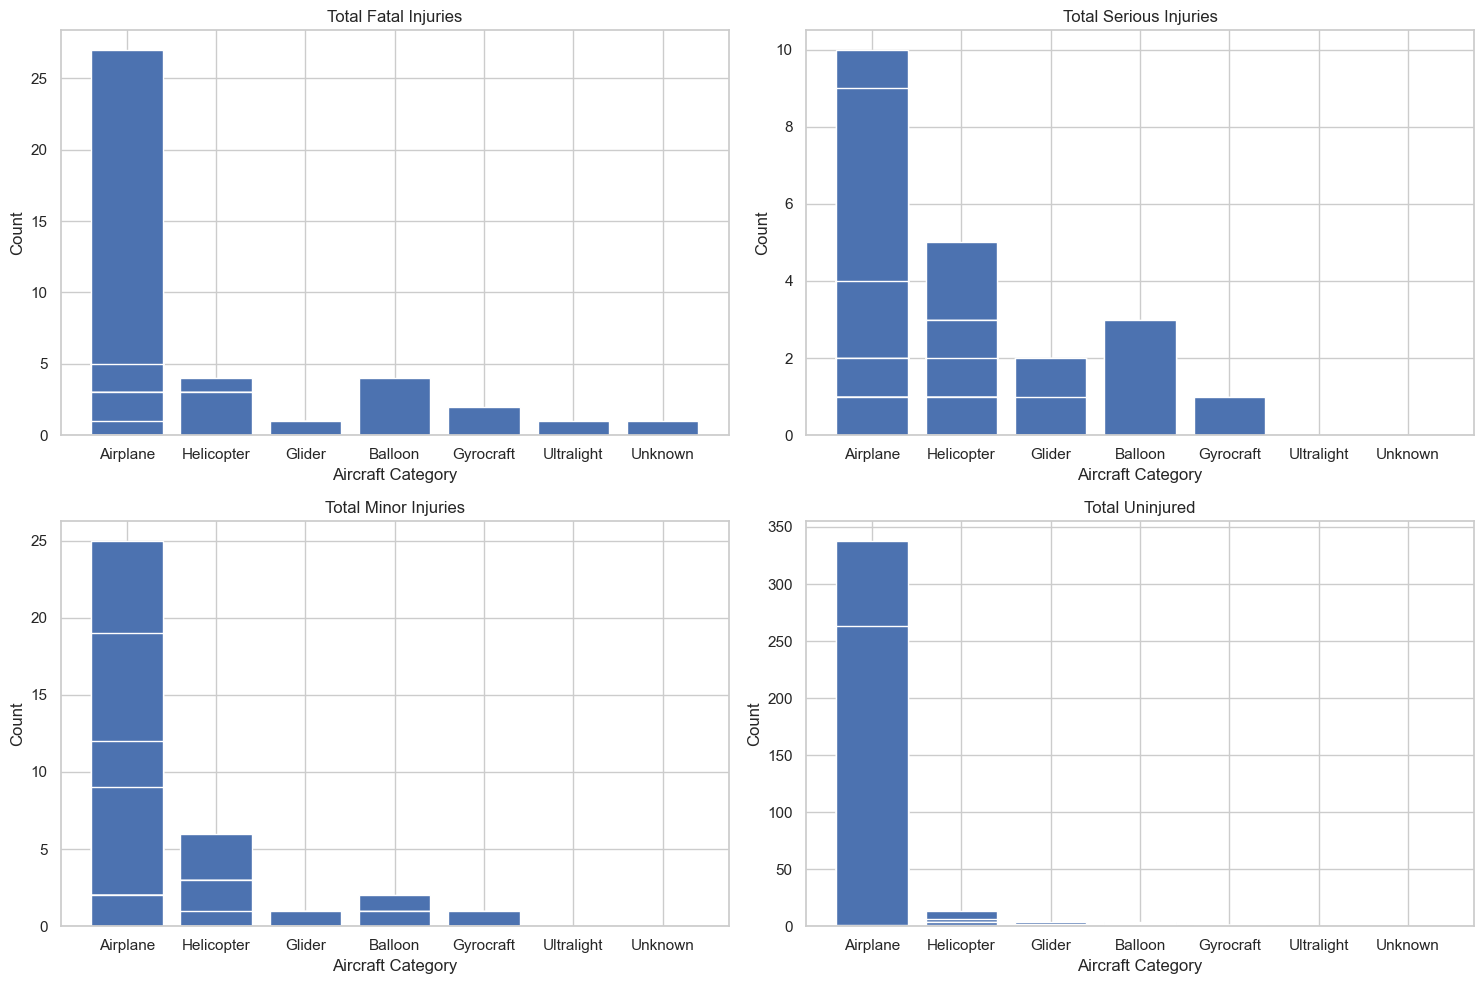 Total Fatal Injuries
Count
25
20
15
10
5
0
Airplane Helicopter Glider Balloon Gyrocraft Ultralight Unknown
Aircraft Category
Total Serious Injuries
Count
10
8
6
4
2
0
Airplane Helicopter Glider Balloon Gyrocraft Ultralight Unknown
Aircraft Category
Total Minor Injuries
Count
25
20
15
10
5
0
Airplane Helicopter Glider Balloon Gyrocraft Ultralight Unknown
Aircraft Category
Total Uninjured
Count
350
300
250
200
150
100
50
0
Airplane Helicopter Glider Balloon Gyrocraft Ultralight Unknown
Aircraft Category